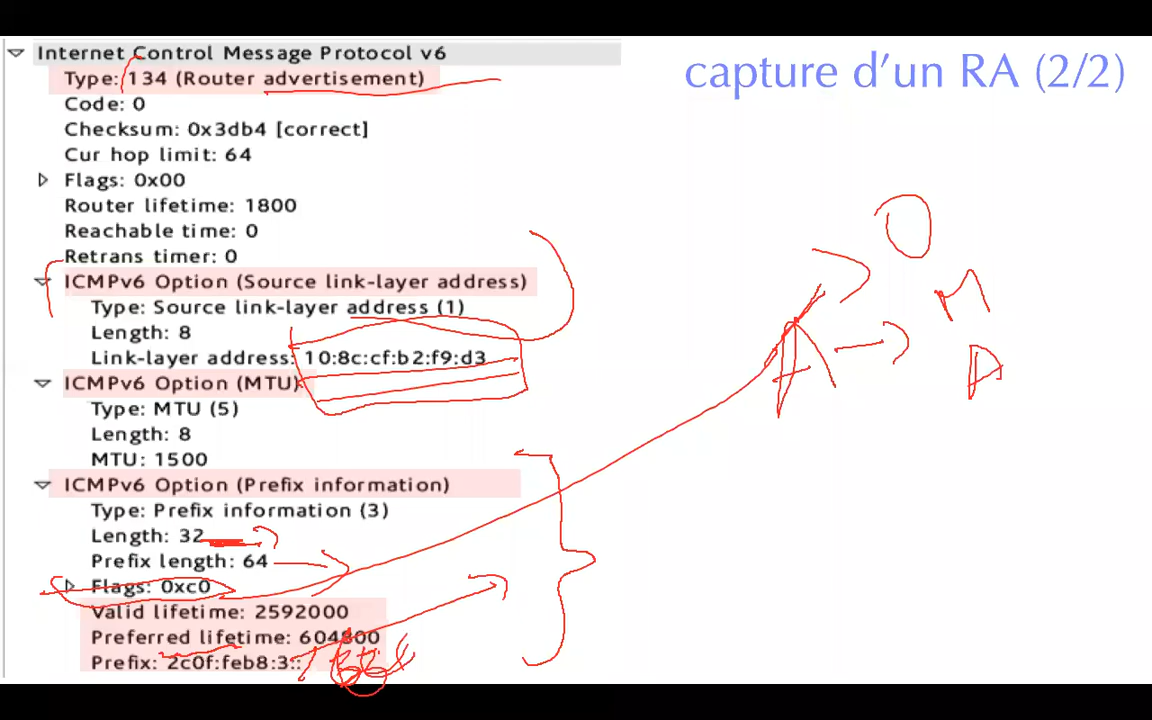 capture d’un RA (2/2)
Internet Control Message Protocol v6
Type: 134 (Router advertisement)
Code: 0
Checksum: 0x3db4 [correct]
Cur hop limit: 64
Flags: 0x00
Router lifetime: 1800
Reachable time: 0
Retrans timer: 0
ICMPv6 Option (Source link-layer address)
Type: Source link-layer address (1)
Length: 8
Link-layer address: 10:8c:cf:b2:f9:d3
ICMPv6 Option (MTU)
Type: MTU (5)
Length: 8
MTU: 1500
ICMPv6 Option (Prefix information)
Type: Prefix information (3)
Length: 32
Prefix length: 64
Flags: 0xc0
Valid lifetime: 2592000
Preferred lifetime: 604800
Prefix: 2c0f:feb8:3::
O
M
A